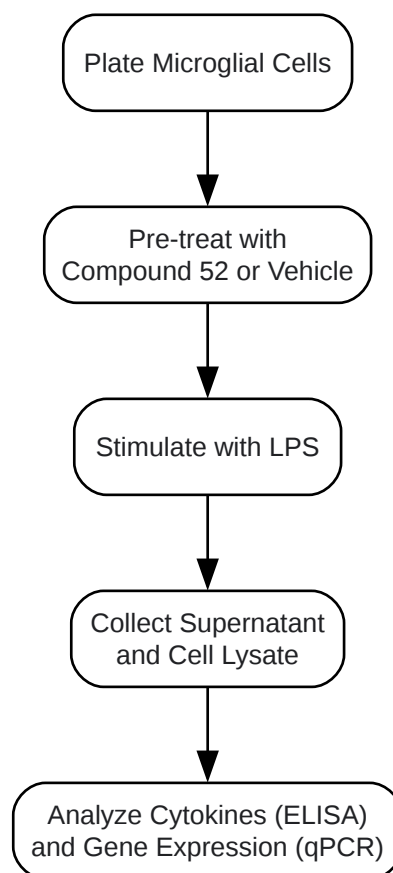 Plate Microglial Cells
Pre-treat with
Compound 52 or Vehicle
Stimulate with LPS
Collect Supernatant
and Cell Lysate
Analyze Cytokines (ELISA)
and Gene Expression (qPCR)